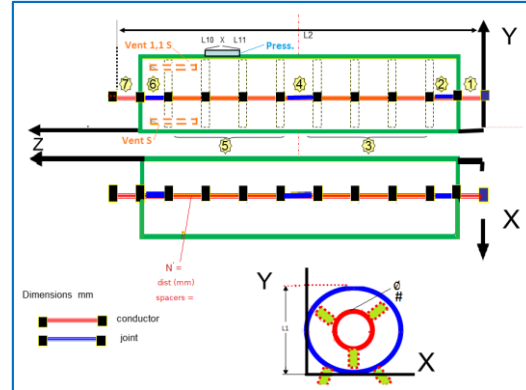 L2
Y
Vent 1,1 S
L10 X L11
Press.
7
6
4
2
1
Vent S
5
3
Z
X
N =
dist (mm)
spacers =
Dimensions mm
conductor
joint
Y
Ø
#
L1
X